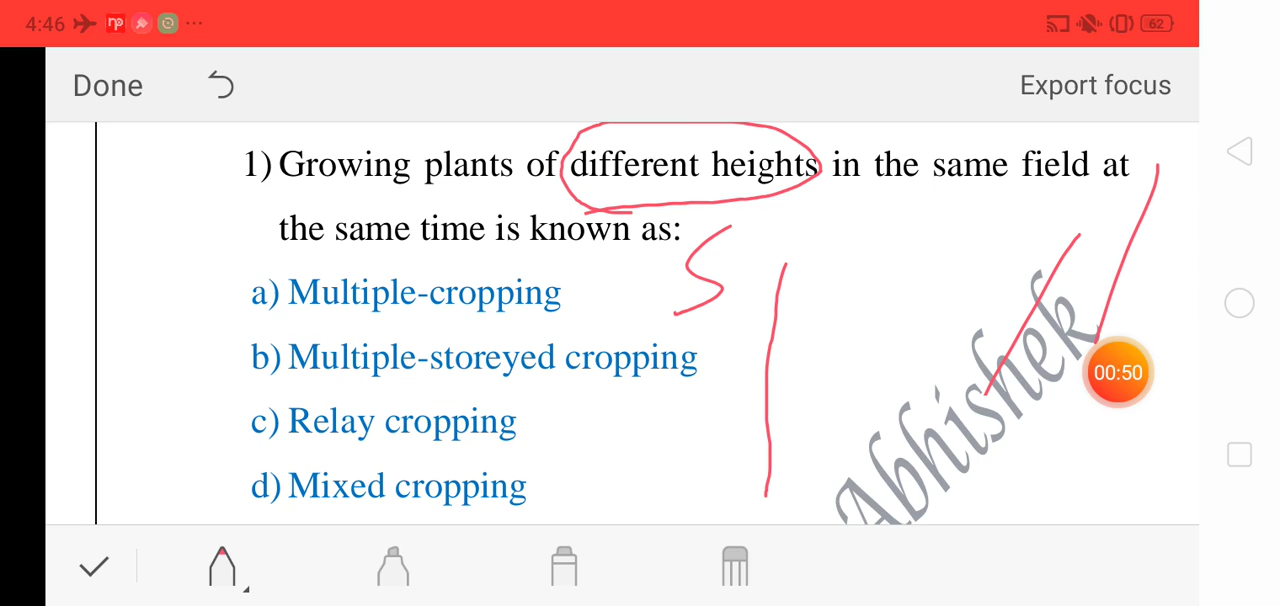 4:46 np 62
Done Export focus
1) Growing plants of different heights in the same field at
the same time is known as:
a) Multiple-cropping
b) Multiple-storeyed cropping
c) Relay cropping
d) Mixed cropping
Abhishek
00:50